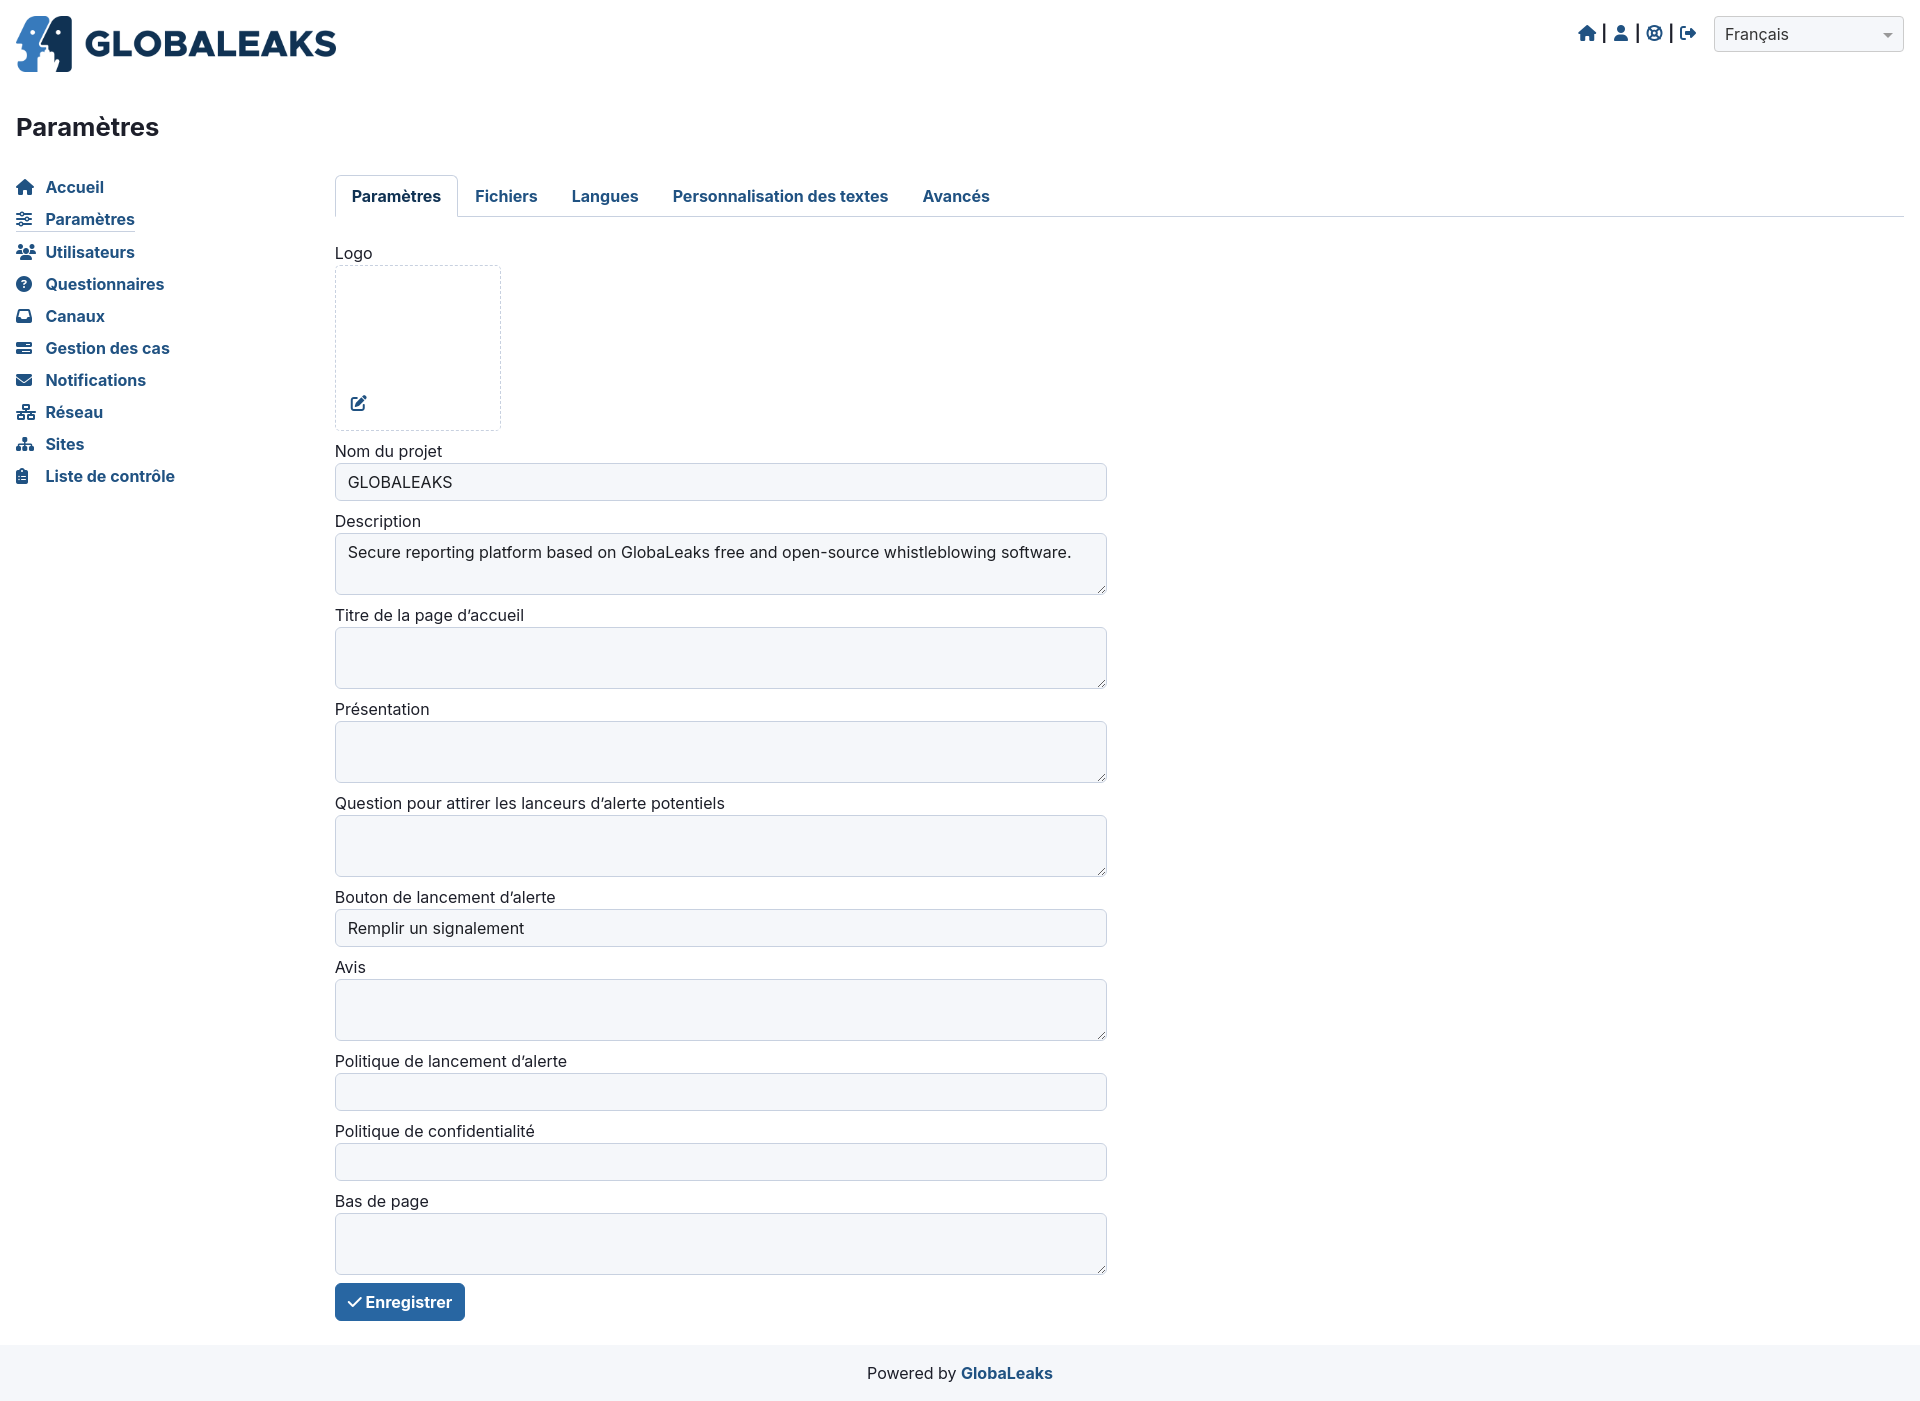 GLOBALEAKS
Français
Paramètres
Accueil
Paramètres
Utilisateurs
Questionnaires
Canaux
Gestion des cas
Notifications
Réseau
Sites
Liste de contrôle
Paramètres Fichiers Langues Personnalisation des textes Avancés
Logo
Nom du projet
GLOBALEAKS
Description
Secure reporting platform based on GlobaLeaks free and open-source whistleblowing software.
Titre de la page d’accueil
Présentation
Question pour attirer les lanceurs d’alerte potentiels
Bouton de lancement d’alerte
Remplir un signalement
Avis
Politique de lancement d’alerte
Politique de confidentialité
Bas de page
Enregistrer
Powered by GlobaLeaks